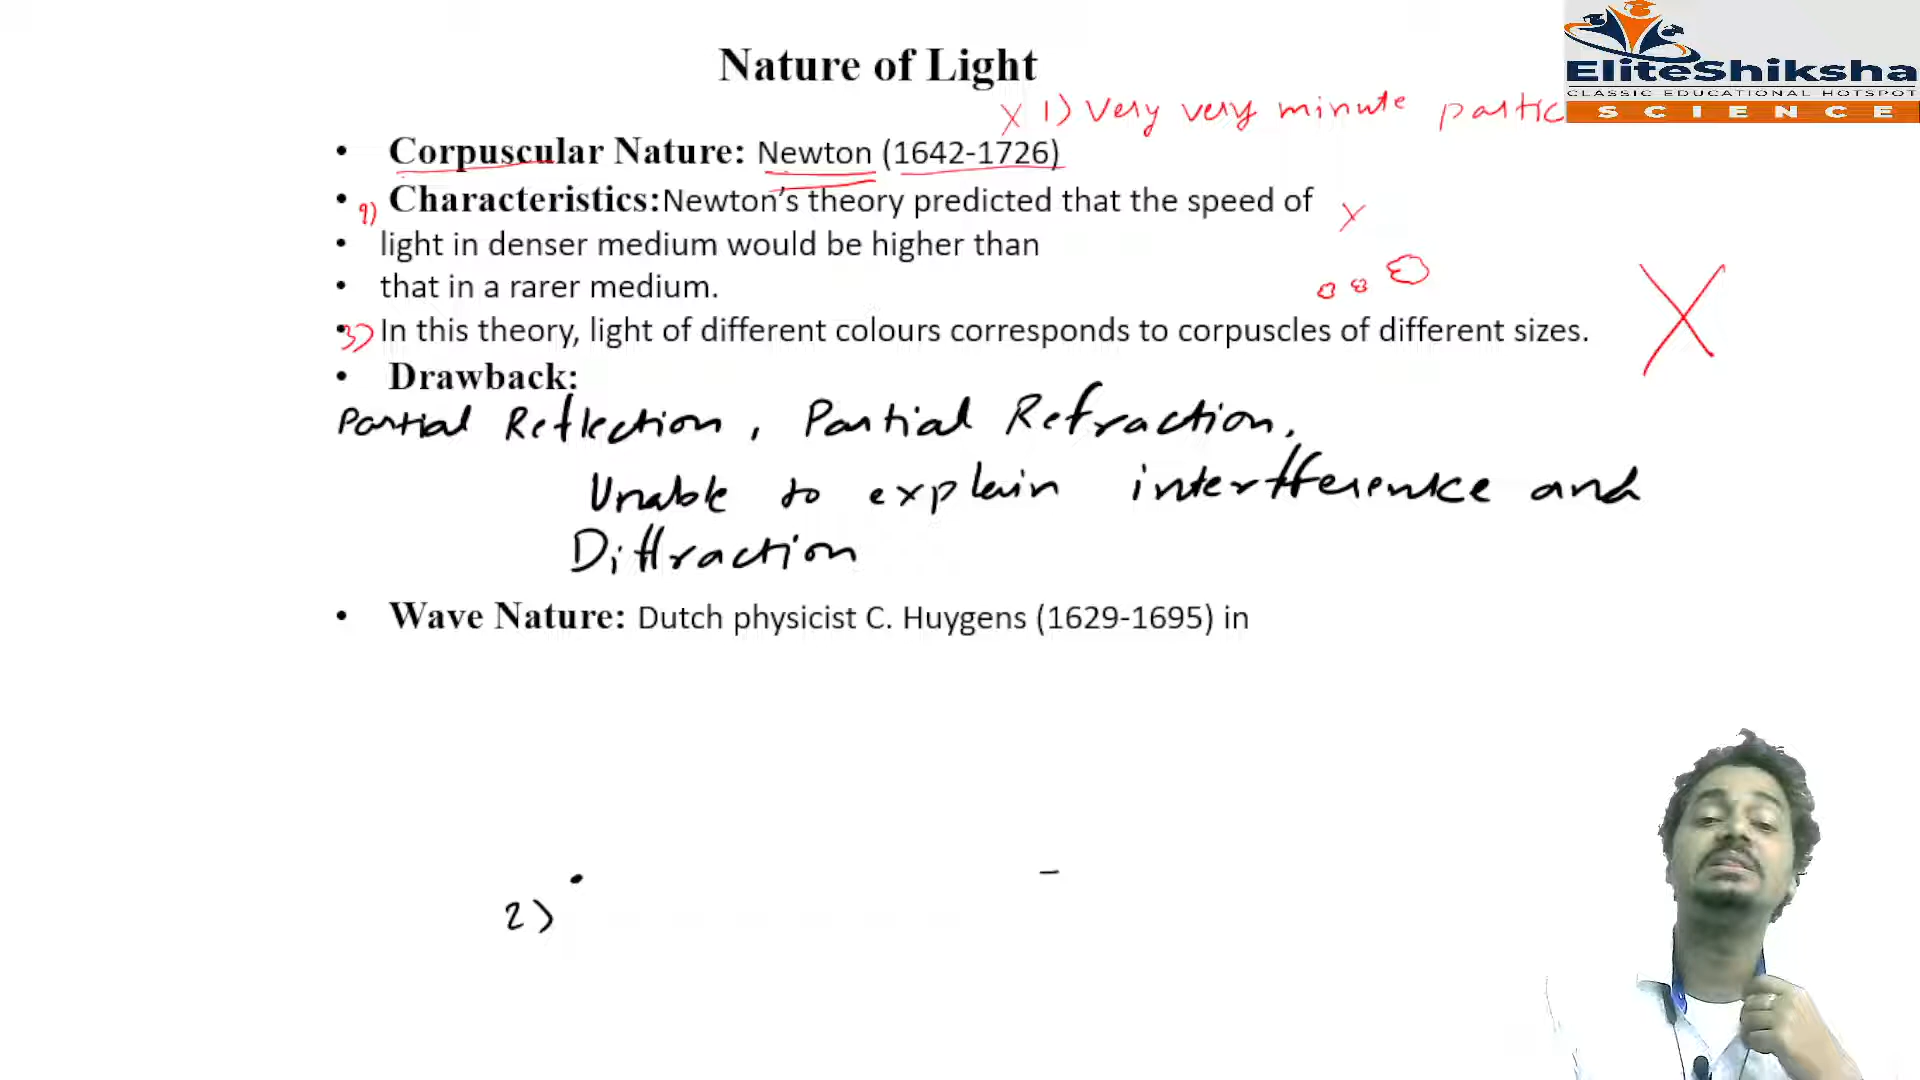 Nature of Light
EliteShiksha
CLASSIC EDUCATIONAL HOTSPOT
SCIENCE
X 1) Very very minute partic
• Corpuscular Nature: Newton (1642-1726)
• 2) Characteristics: Newton's theory predicted that the speed of X
• light in denser medium would be higher than
• that in a rarer medium.
• 3) In this theory, light of different colours corresponds to corpuscles of different sizes. X
• Drawback:
Partial Reflection, Partial Refraction,
Unable to explain interfference and
Diffraction
• Wave Nature: Dutch physicist C. Huygens (1629-1695) in
2)